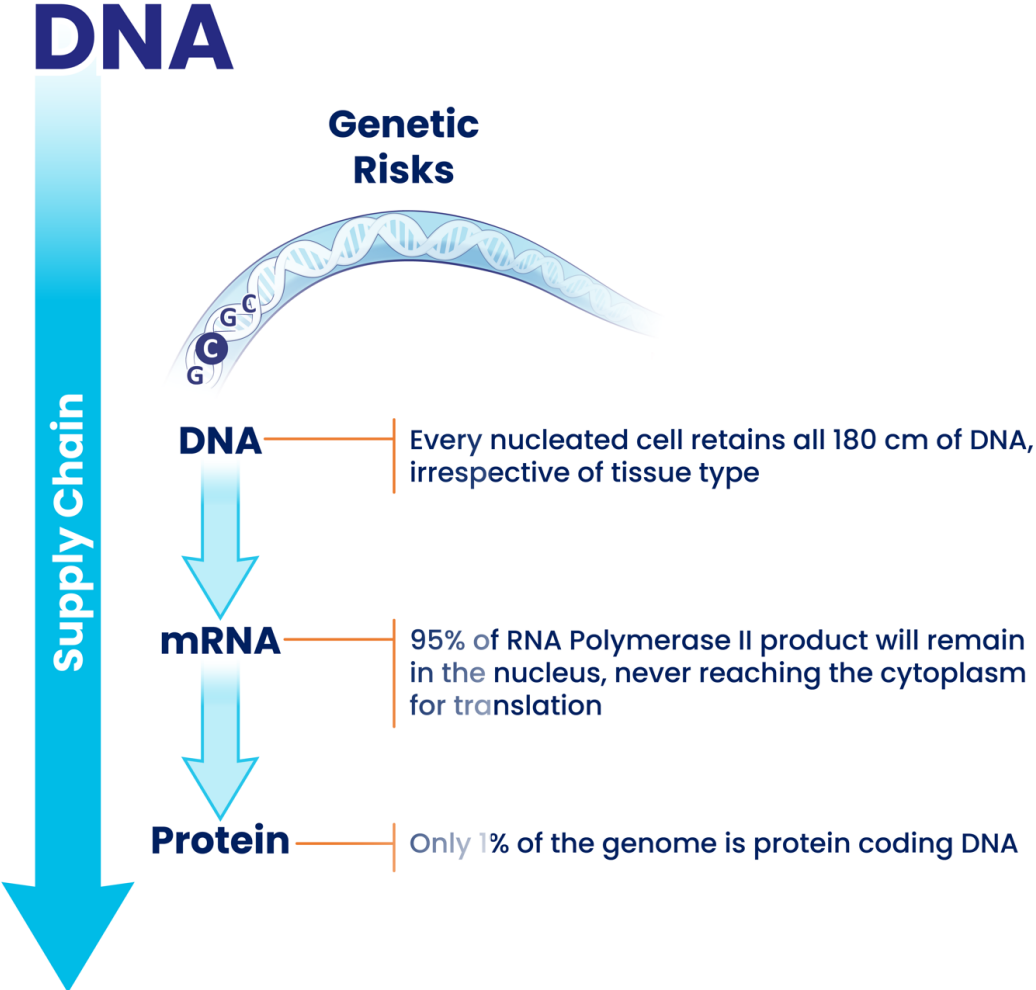 DNA
Genetic
Risks
C
G
C
G
Supply Chain
DNA
Every nucleated cell retains all 180 cm of DNA,
irrespective of tissue type
mRNA
95% of RNA Polymerase II product will remain
in the nucleus, never reaching the cytoplasm
for translation
Protein
Only 1% of the genome is protein coding DNA